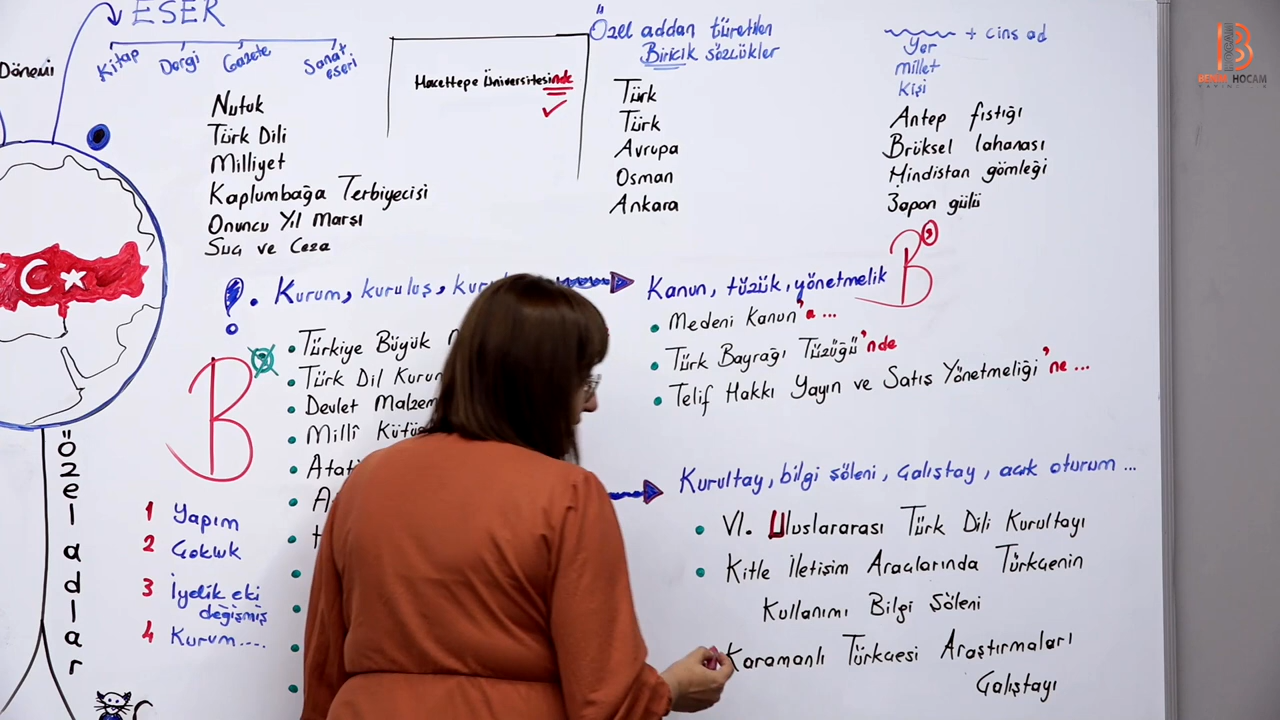 ESER
Kitap Dergi Gazete Sanat eseri
Dönemi
Nutuk
Türk Dili
Milliyet
Kaplumbağa Terbiyecisi
Onuncu Yıl Marşı
Suç ve Ceza
Hacettepe Üniversitesinde
Özel addan türetilen
Biricik sözlükler
Türk
Türk
Avrupa
Osman
Ankara
+ cins ad
Yer
Millet
Kişi
Antep fıstığı
Brüksel lahanası
Hindistan gömleği
Japon gülü
BENİM HOCAM
YAYINLARI
! . Kurum, kuruluş,
B
Türkiye Büyük
Türk Dil
Devlet
Millî
Kanun, tüzük, yönetmelik
B
Medeni Kanun'a ...
Türk Bayrağı Tüzüğü'nde
Telif Hakkı Yayın ve Satış Yönetmeliği'ne ...
Kurultay, bilgi şöleni, çalıştay, açık oturum ...
VI. Uluslararası Türk Dili Kurultayı
Kitle İletişim Araçlarında Türkçenin
Kullanımı Bilgi Şöleni
Karamanlı Türkçesi Araştırmaları
Çalıştayı
Özel adlar
1 Yapım
2 Çokluk
3 İyelik eki
değişmiş
4 Kurum....